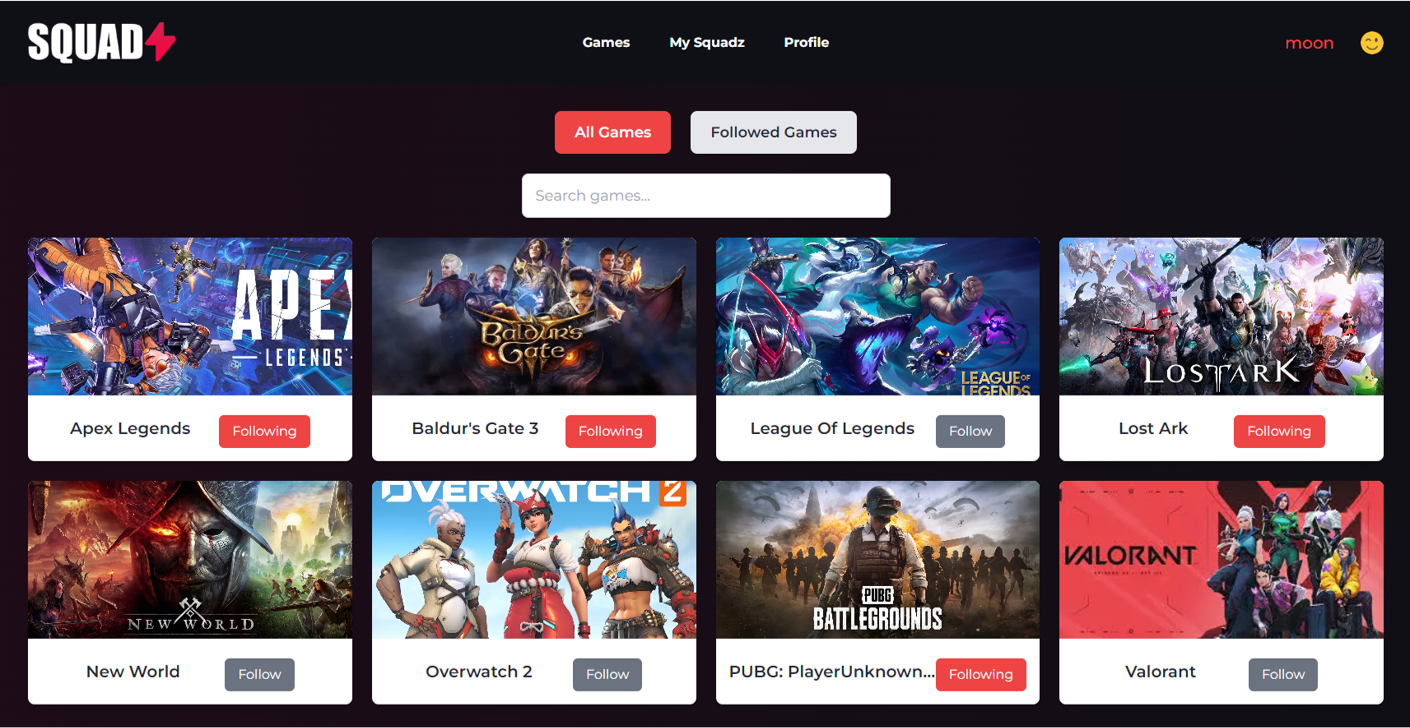 SQUAD
Games My Squadz Profile
moon
All Games Followed Games
Search games...
APEX
LEGENDS
BALDUR'S
GATE
LEAGUE OF
LEGENDS
LOST ARK
Apex Legends Following
Baldur's Gate 3 Following
League Of Legends Follow
Lost Ark Following
NEW WORLD
OVERWATCH 2
PUBG
BATTLEGROUNDS
VALORANT
New World Follow
Overwatch 2 Follow
PUBG: PlayerUnknown... Following
Valorant Follow